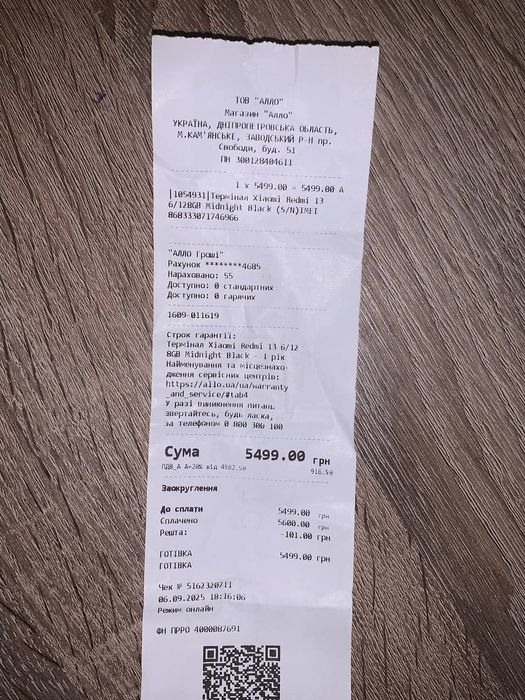 ТОВ "АЛЛО"
Магазин "Алло"
УКРАЇНА, ДНІПРОПЕТРОВСЬКА ОБЛАСТЬ,
М.КАМ'ЯНСЬКЕ, ЗАВОДСЬКИЙ Р-Н пр.
Свободи, буд. 51
ПН 300128404611
1 x 5499.00 = 5499.00 А
|1054931|Термінал Xiaomi Redmi 13
6/128GB Midnight Black (S/N)IMEI
868333071746966
"АЛЛО Гроші"
Рахунок ********4685
Нараховано: 55
Доступно: 0 стандартних
Доступно: 0 гарячих
1609-011619
Строк гарантії:
Термінал Xiaomi Redmi 13 6/12
8GB Midnight Black - 1 рік
Найменування та місцезнахо-
дження сервісних центрів:
https://allo.ua/ua/warranty
_and_service/#tab4
У разі виникнення питань
звертайтесь, будь ласка,
за телефоном 0 800 300 100
Сума 5499.00 грн
ПДВ_А А=20% від 4582.50 916.50
Заокруглення
До сплати 5499.00 грн
Сплачено 5600.00 грн
Решта: -101.00 грн
ГОТІВКА 5499.00 грн
ГОТІВКА
Чек № 5162320711
06.09.2025 18:16:06
Режим онлайн
ФН ПРРО 4000087691